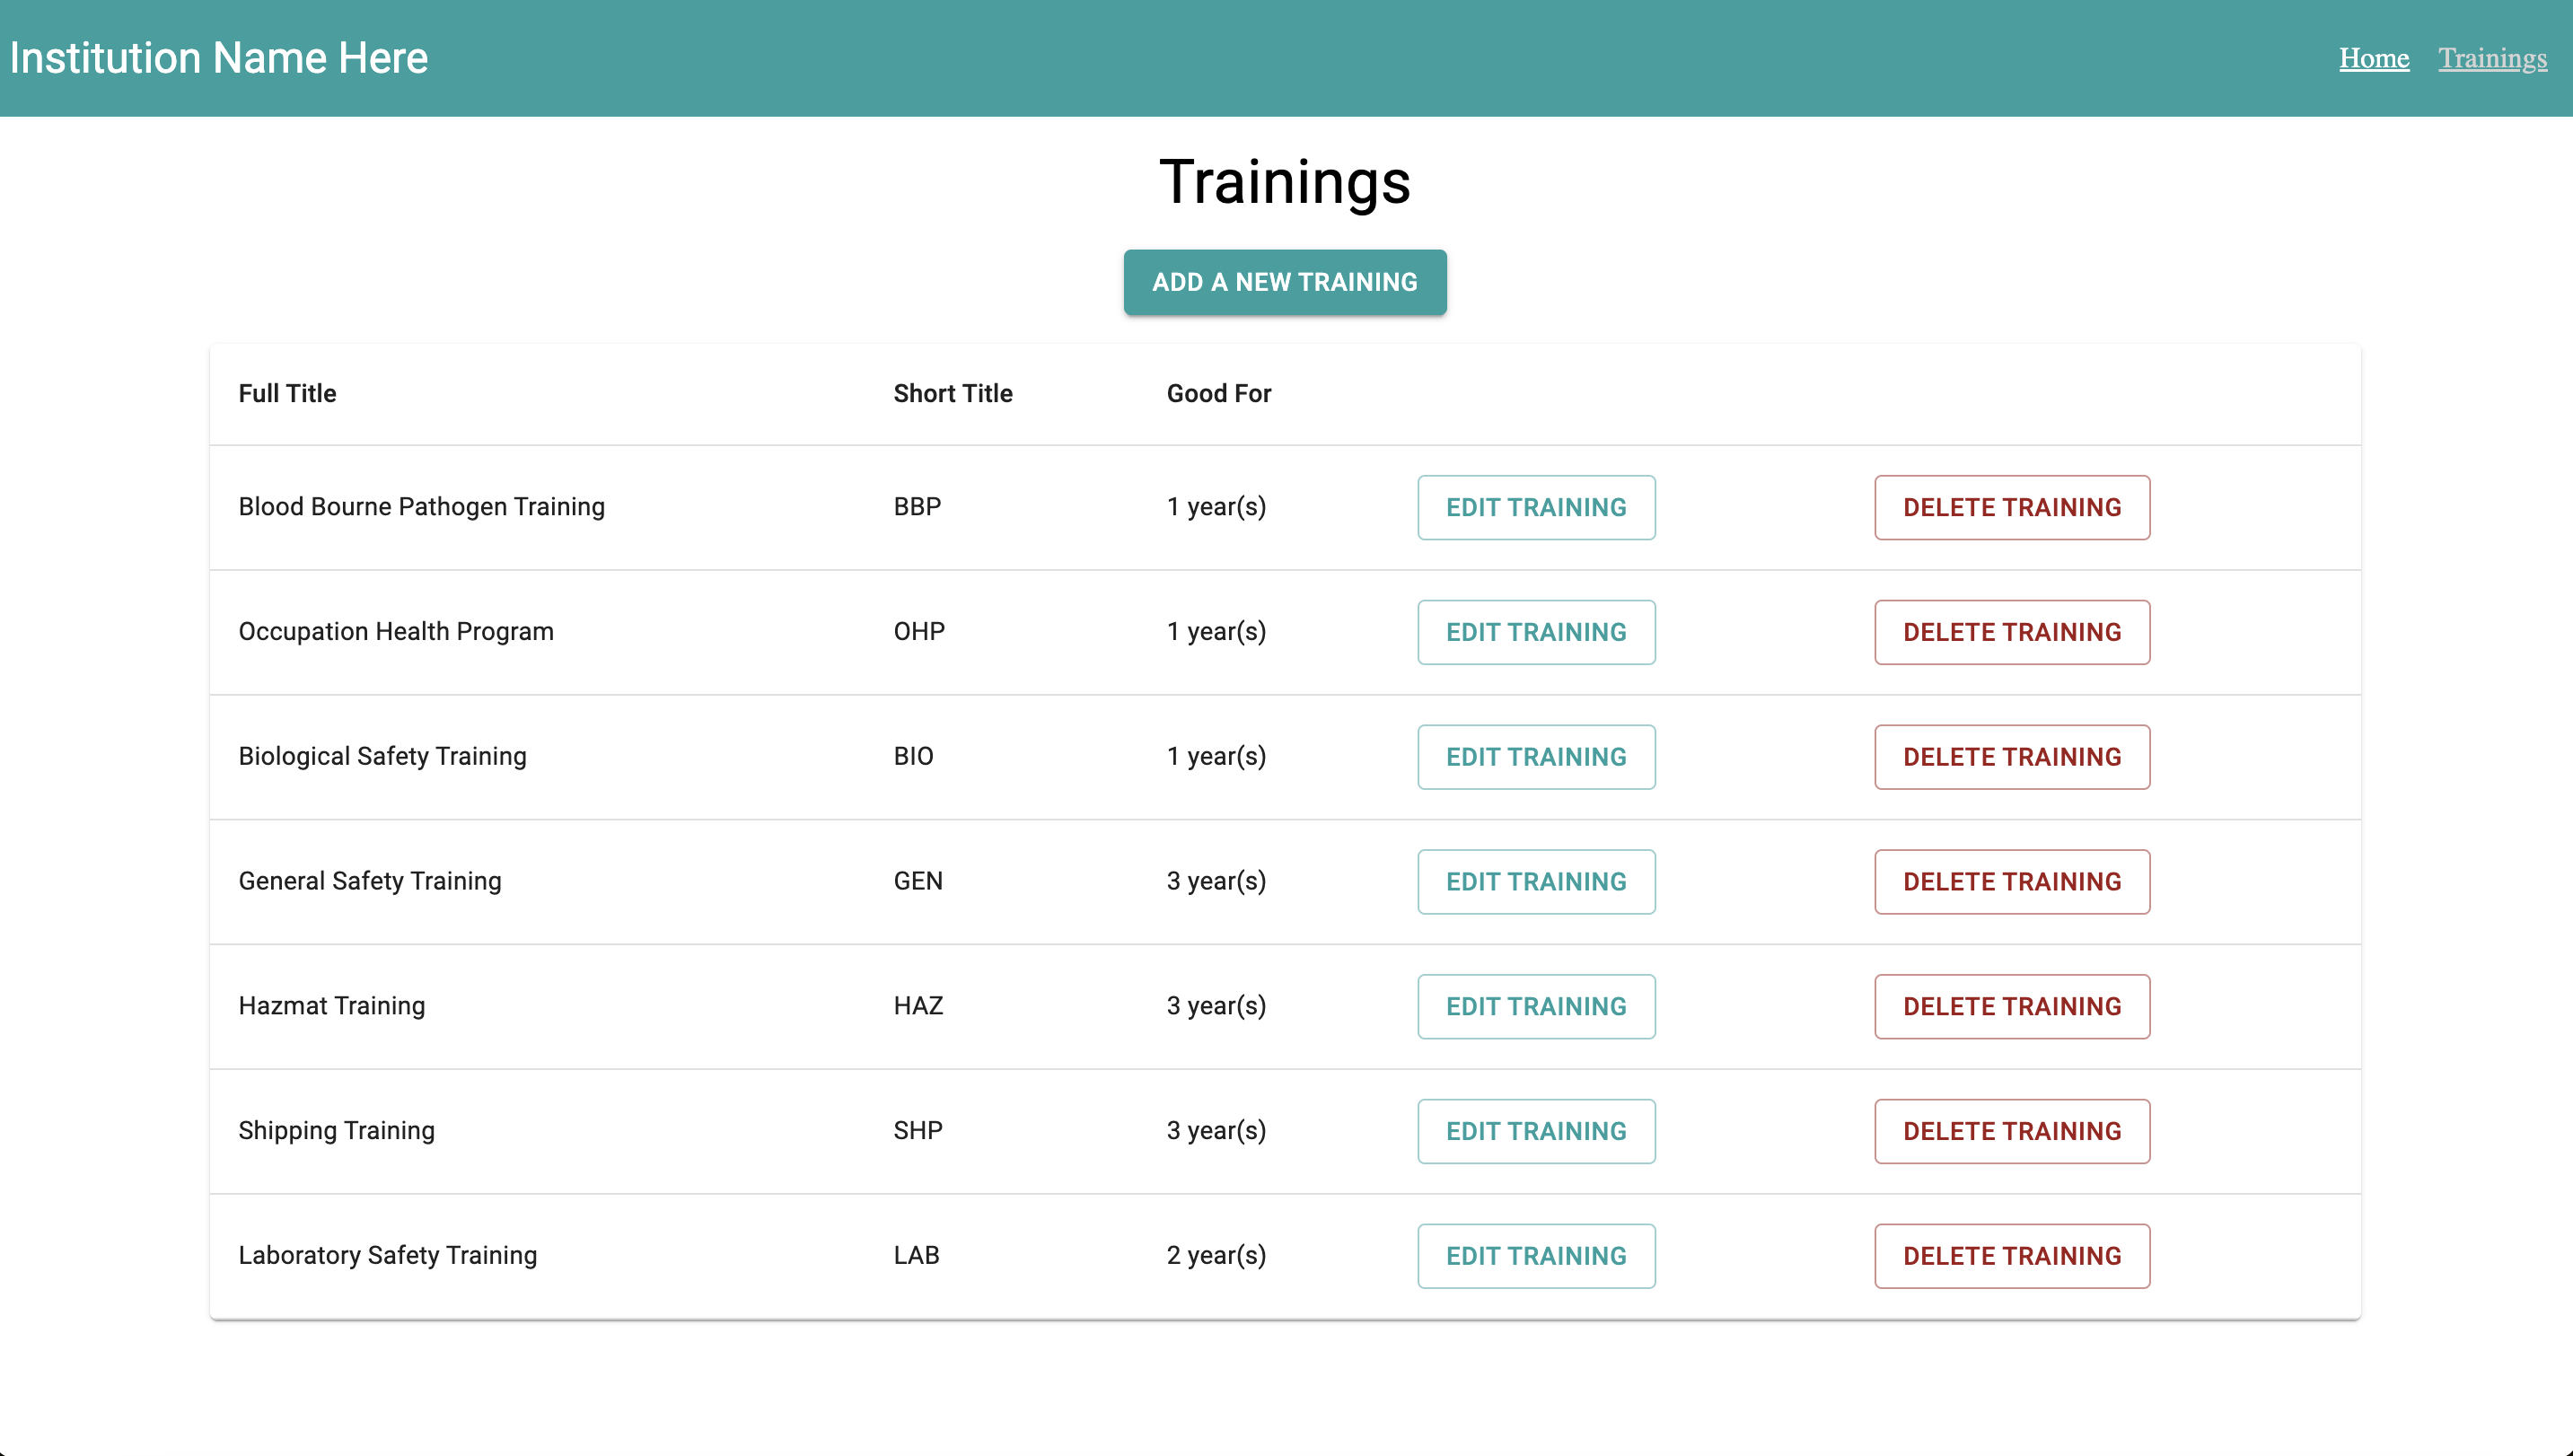 Institution Name Here
Home Trainings
Trainings
ADD A NEW TRAINING
Full Title Short Title Good For
Blood Bourne Pathogen Training BBP 1 year(s) EDIT TRAINING DELETE TRAINING
Occupation Health Program OHP 1 year(s) EDIT TRAINING DELETE TRAINING
Biological Safety Training BIO 1 year(s) EDIT TRAINING DELETE TRAINING
General Safety Training GEN 3 year(s) EDIT TRAINING DELETE TRAINING
Hazmat Training HAZ 3 year(s) EDIT TRAINING DELETE TRAINING
Shipping Training SHP 3 year(s) EDIT TRAINING DELETE TRAINING
Laboratory Safety Training LAB 2 year(s) EDIT TRAINING DELETE TRAINING